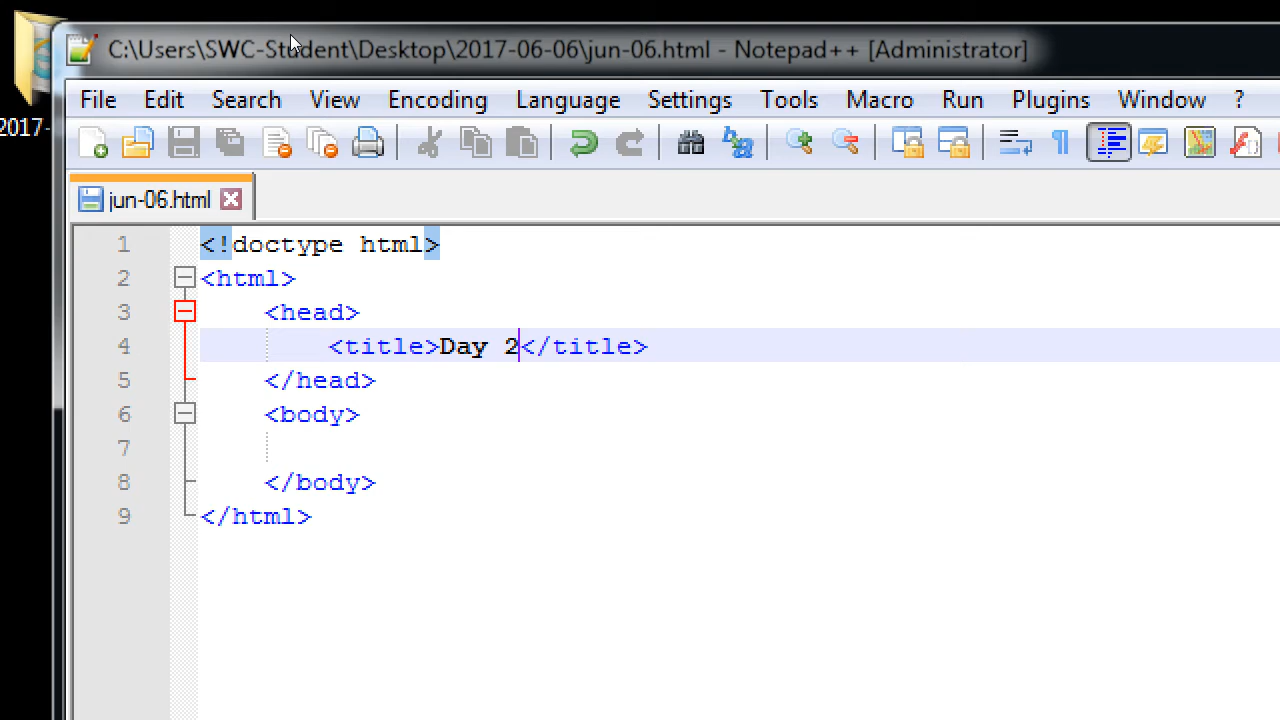 C:\Users\SWC-Student\Desktop\2017-06-06\jun-06.html - Notepad++ [Administrator]
File Edit Search View Encoding Language Settings Tools Macro Run Plugins Window ?
2017-
jun-06.html
1 <!doctype html>
2 <html>
3 <head>
4 <title>Day 2</title>
5 </head>
6 <body>
7
8 </body>
9 </html>